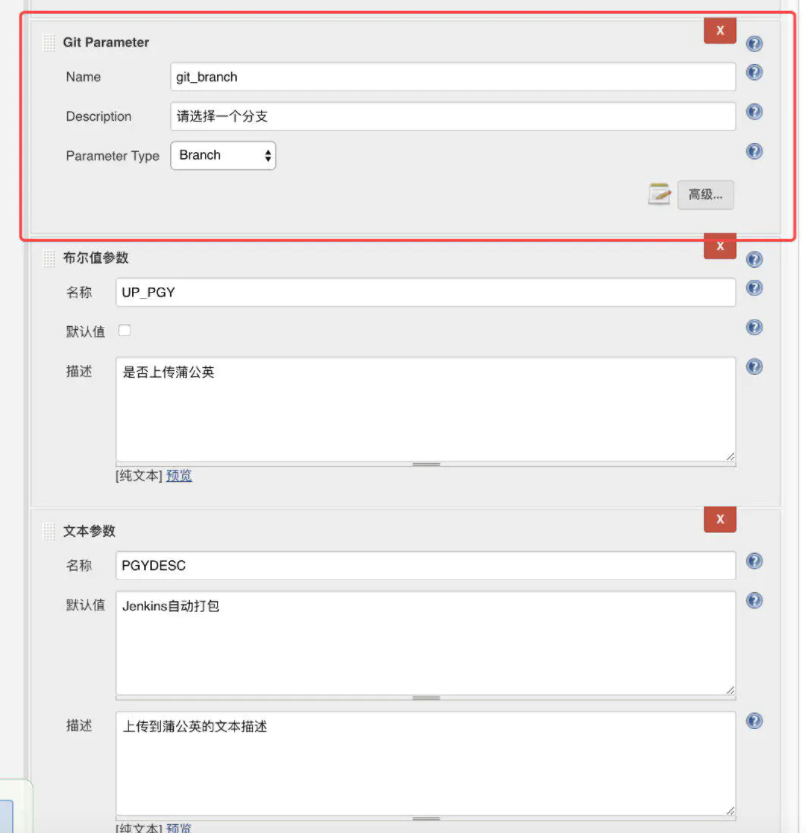 X
Git Parameter
Name git_branch
Description 请选择一个分支
Parameter Type Branch
高级...
X
布尔值参数
名称 UP_PGY
默认值
描述 是否上传蒲公英
[纯文本] 预览
X
文本参数
名称 PGYDESC
默认值 Jenkins自动打包
描述 上传到蒲公英的文本描述
[纯文本] 预览